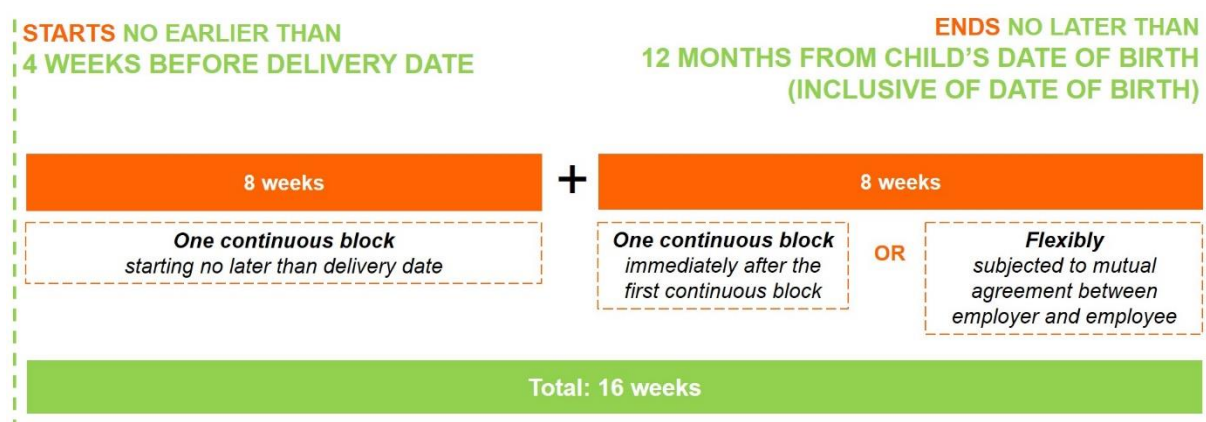 STARTS NO EARLIER THAN
4 WEEKS BEFORE DELIVERY DATE
ENDS NO LATER THAN
12 MONTHS FROM CHILD'S DATE OF BIRTH
(INCLUSIVE OF DATE OF BIRTH)
8 weeks
+
8 weeks
One continuous block
starting no later than delivery date
One continuous block
immediately after the
first continuous block
OR
Flexibly
subjected to mutual
agreement between
employer and employee
Total: 16 weeks